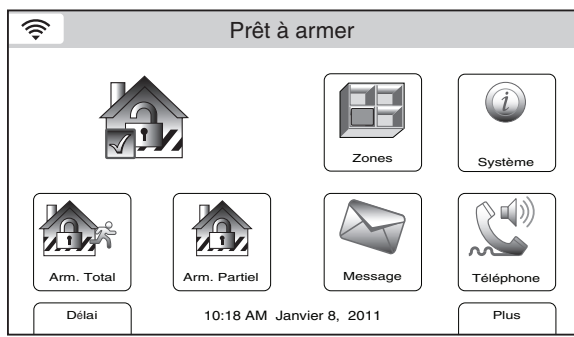 Prêt à armer
Zones
Système
Arm. Total
Arm. Partiel
Message
Téléphone
Délai
10:18 AM Janvier 8, 2011
Plus